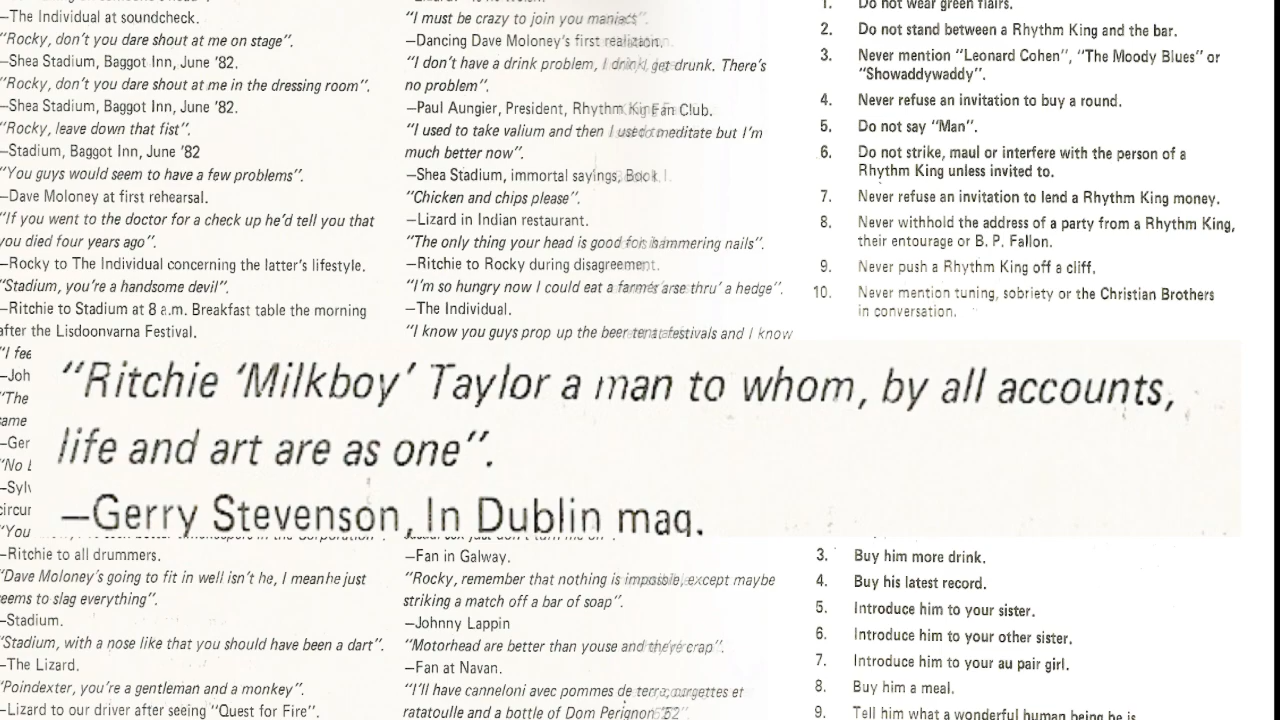 —The Individual at soundcheck.
"Rocky, don't you dare shout at me on stage".
—Shea Stadium, Baggot Inn, June '82.
"Rocky, don't you dare shout at me in the dressing room".
—Shea Stadium, Baggot Inn, June '82.
"Rocky, leave down that fist".
—Stadium, Baggot Inn, June '82
"You guys would seem to have a few problems".
—Dave Moloney at first rehearsal.
"If you went to the doctor for a check up he'd tell you that
you died four years ago".
—Rocky to The Individual concerning the latter's lifestyle.
"Stadium, you're a handsome devil".
—Ritchie to Stadium at 8 a.m. Breakfast table the morning
after the Lisdoonvarna Festival.
"I fee
—Joh
"The
same
—Ger
"No
—Sylv
circur
"You
—Ritchie to all drummers.
"Dave Moloney's going to fit in well isn't he, I mean he just
seems to slag everything".
—Stadium.
"Stadium, with a nose like that you should have been a dart".
—The Lizard.
"Poindexter, you're a gentleman and a monkey".
—Lizard to our driver after seeing "Quest for Fire".
"I must be crazy to join you maniacs".
—Dancing Dave Moloney's first realization.
"I don't have a drink problem, I drink, get drunk. There's
no problem".
—Paul Aungier, President, Rhythm King Fan Club.
"I used to take valium and then I used to meditate but I'm
much better now".
—Shea Stadium, immortal sayings, Book I.
"Chicken and chips please".
—Lizard in Indian restaurant.
"The only thing your head is good for is hammering nails".
—Ritchie to Rocky during disagreement.
"I'm so hungry now I could eat a farmer's arse thru' a hedge".
—The Individual.
"I know you guys prop up the beer tent at festivals and I know
—Fan in Galway.
"Rocky, remember that nothing is impossible, except maybe
striking a match off a bar of soap".
—Johnny Lappin
"Motorhead are better than youse and they're crap".
—Fan at Navan.
"I'll have canneloni avec pommes de terre, courgettes et
ratatoulle and a bottle of Dom Perignon '52".
1. Do not wear green flairs.
2. Do not stand between a Rhythm King and the bar.
3. Never mention "Leonard Cohen", "The Moody Blues" or
"Showaddywaddy".
4. Never refuse an invitation to buy a round.
5. Do not say "Man".
6. Do not strike, maul or interfere with the person of a
Rhythm King unless invited to.
7. Never refuse an invitation to lend a Rhythm King money.
8. Never withhold the address of a party from a Rhythm King,
their entourage or B. P. Fallon.
9. Never push a Rhythm King off a cliff.
10. Never mention tuning, sobriety or the Christian Brothers
in conversation.
"Ritchie 'Milkboy' Taylor a man to whom, by all accounts,
life and art are as one".
—Gerry Stevenson, In Dublin mag.
3. Buy him more drink.
4. Buy his latest record.
5. Introduce him to your sister.
6. Introduce him to your other sister.
7. Introduce him to your au pair girl.
8. Buy him a meal.
9. Tell him what a wonderful human being he is